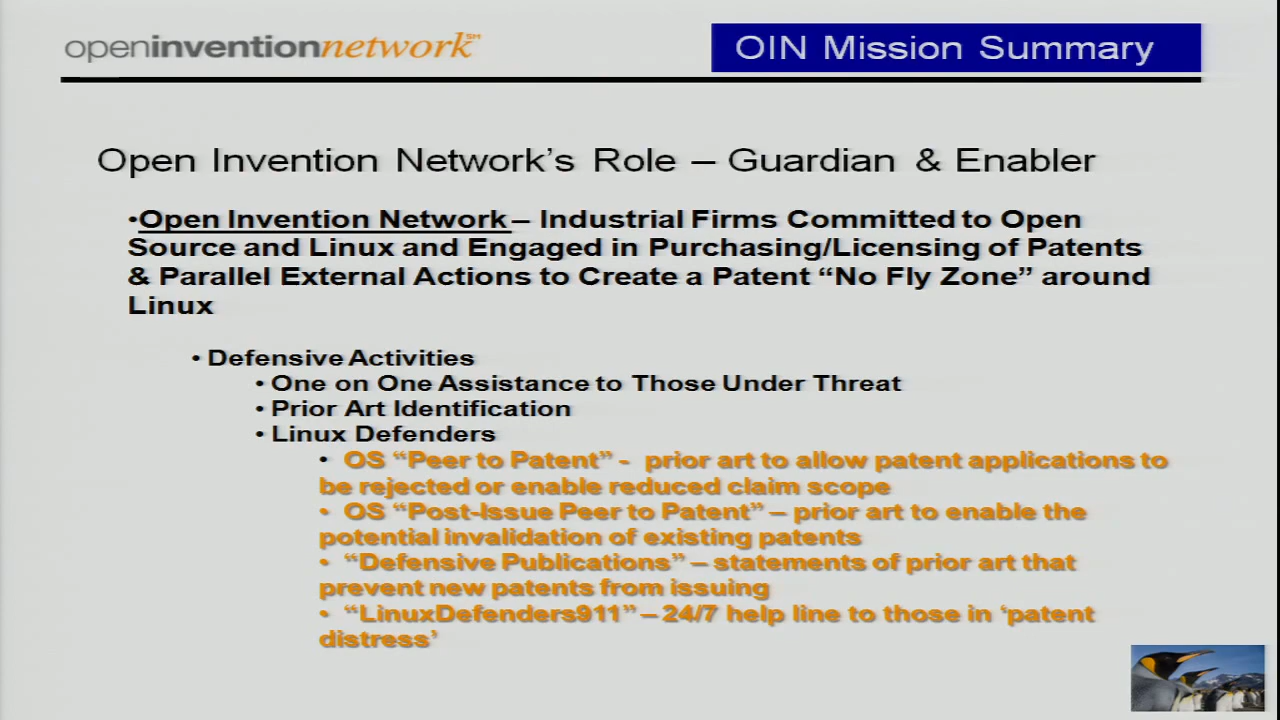 openinventionnetwork℠
OIN Mission Summary
Open Invention Network's Role – Guardian & Enabler
•Open Invention Network – Industrial Firms Committed to Open
Source and Linux and Engaged in Purchasing/Licensing of Patents
& Parallel External Actions to Create a Patent “No Fly Zone” around
Linux
• Defensive Activities
• One on One Assistance to Those Under Threat
• Prior Art Identification
• Linux Defenders
• OS “Peer to Patent” - prior art to allow patent applications to
be rejected or enable reduced claim scope
• OS “Post-Issue Peer to Patent” – prior art to enable the
potential invalidation of existing patents
• “Defensive Publications” – statements of prior art that
prevent new patents from issuing
• “LinuxDefenders911” – 24/7 help line to those in ‘patent
distress’